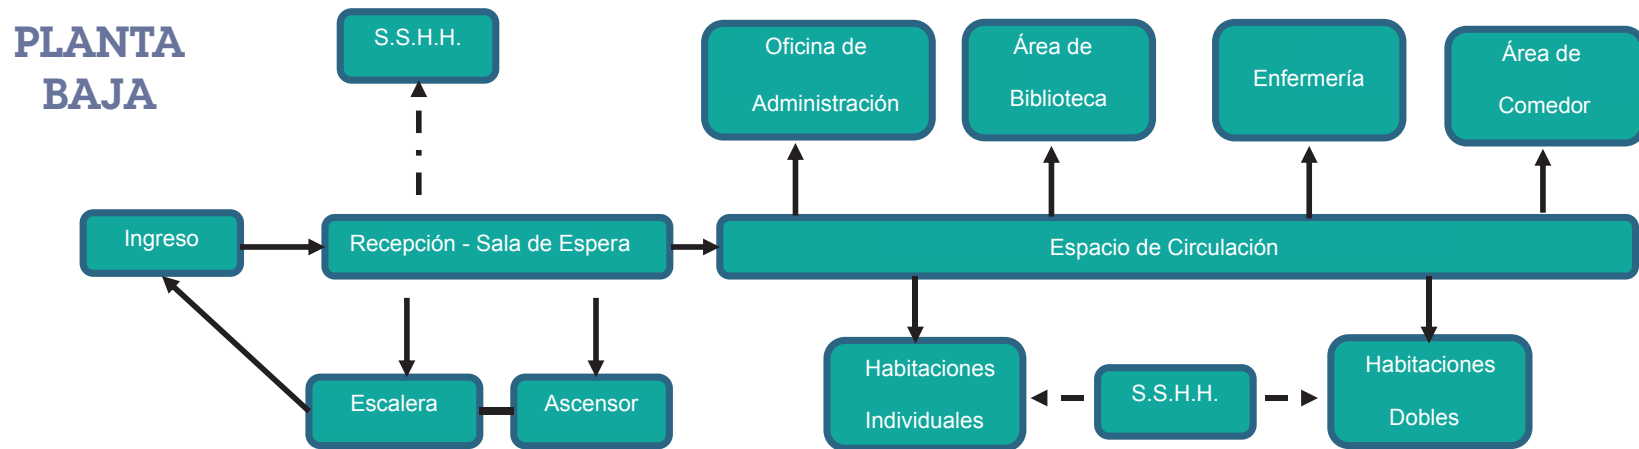 PLANTA
BAJA
S.S.H.H.
Oficina de
Administración
Área de
Biblioteca
Enfermería
Área de
Comedor
Ingreso
Recepción - Sala de Espera
Espacio de Circulación
Escalera
Ascensor
Habitaciones
Individuales
S.S.H.H.
Habitaciones
Dobles